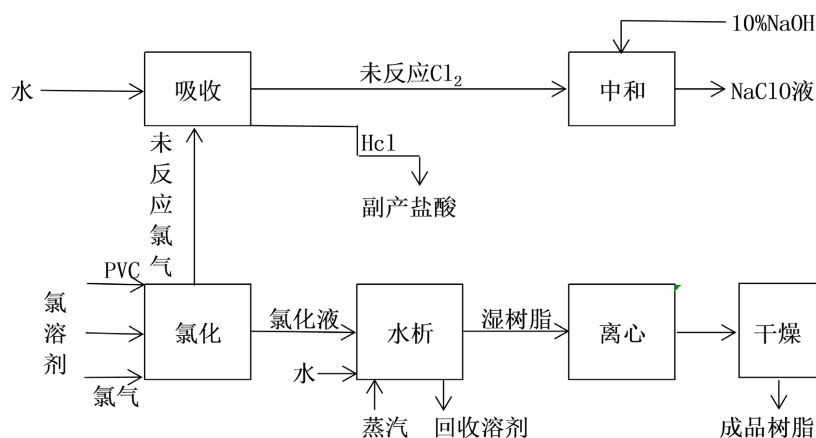 10%NaOH
水
吸收
未反应Cl₂
中和
NaClO液
Hcl
副产盐酸
未反应氯气
PVC
氯溶剂
氯气
氯化
氯化液
水析
湿树脂
离心
干燥
水
蒸汽
回收溶剂
成品树脂